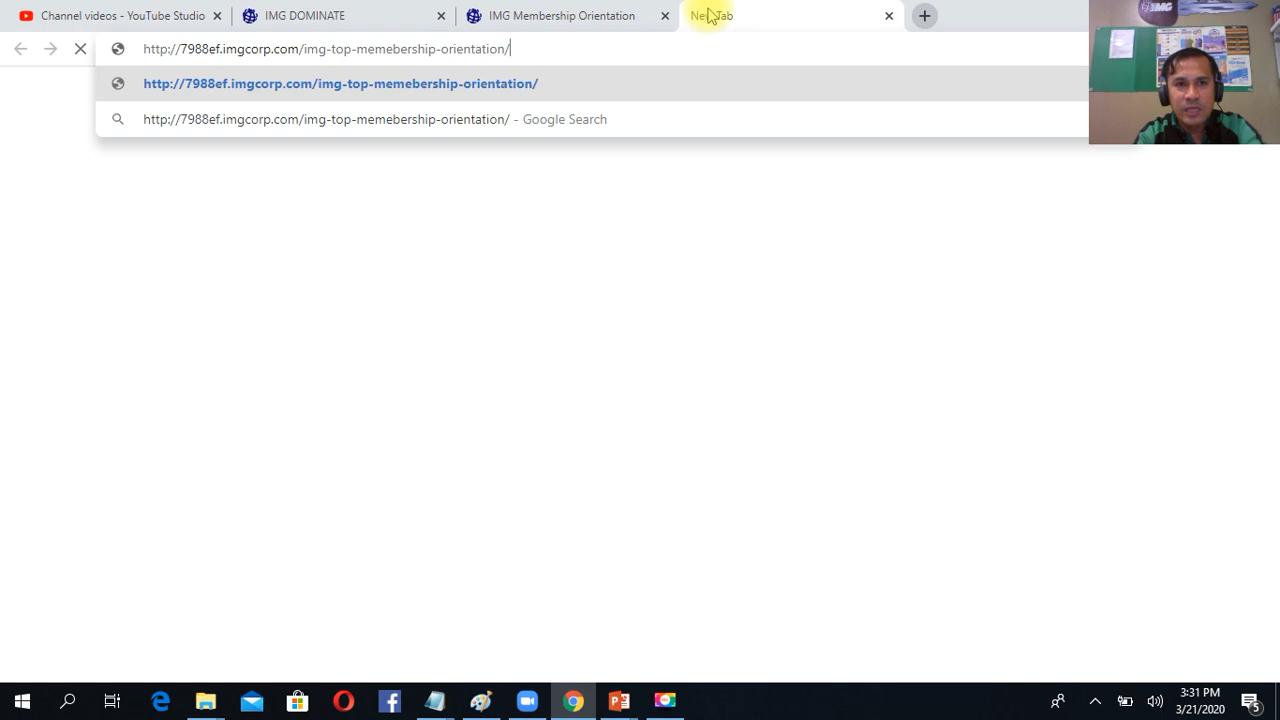 Channel videos - YouTube Studio
IMG DOMINATE
IMG Membership Orientation
New Tab
http://7988ef.imgcorp.com/img-top-memebership-orientation/
http://7988ef.imgcorp.com/img-top-memebership-orientation/
http://7988ef.imgcorp.com/img-top-memebership-orientation/ - Google Search
IMG
3:31 PM
3/21/2020
5